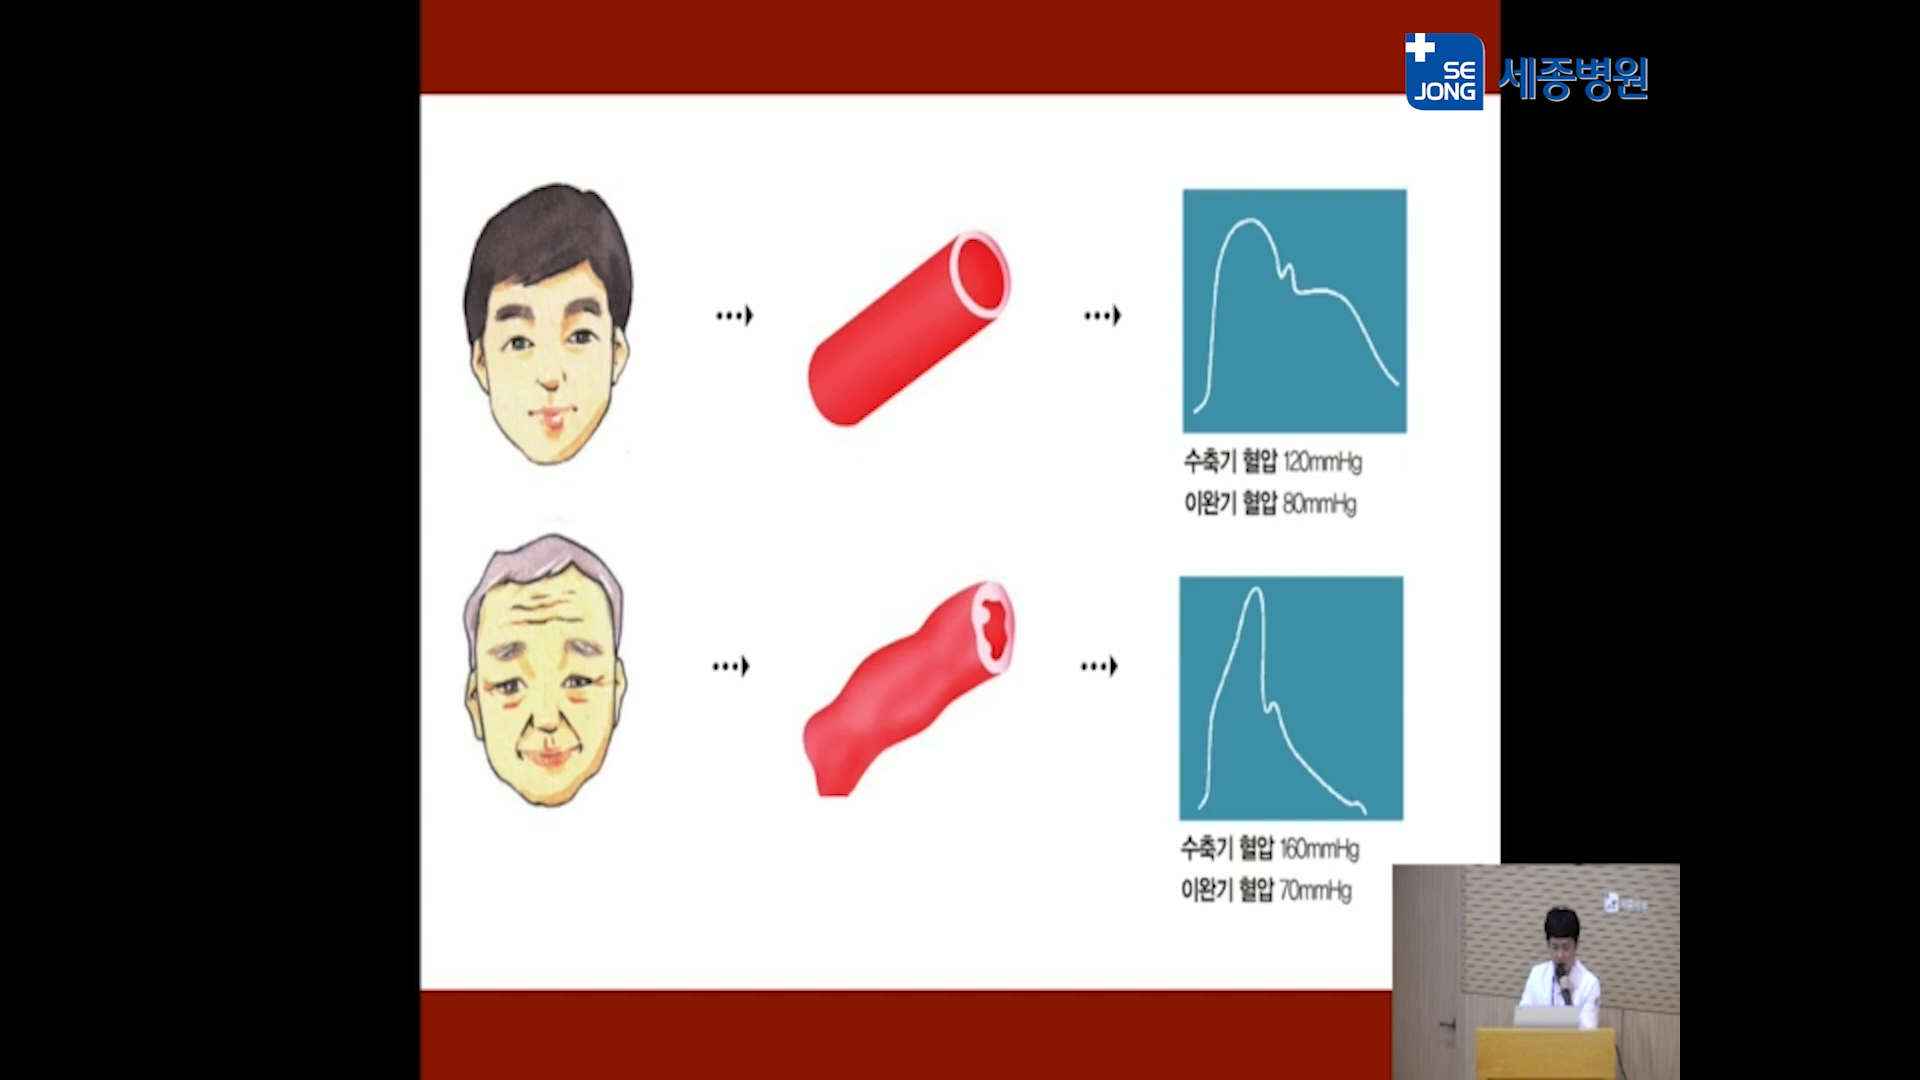 SE
JONG
세종병원
수축기 혈압 120mmHg
이완기 혈압 80mmHg
수축기 혈압 160mmHg
이완기 혈압 70mmHg